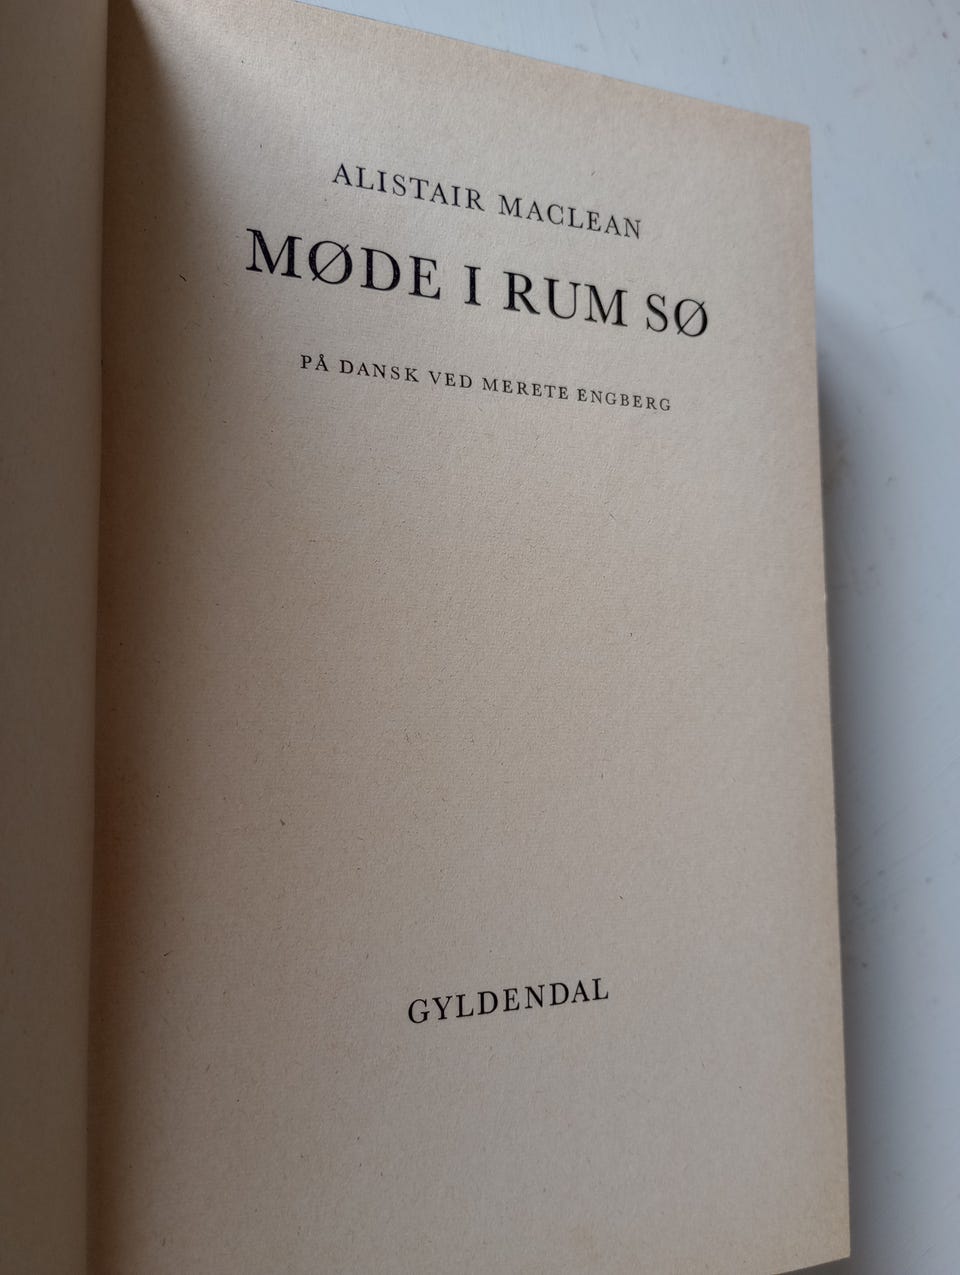 ALISTAIR MACLEAN
MØDE I RUM SØ
PÅ DANSK VED MERETE ENGBERG
GYLDENDAL